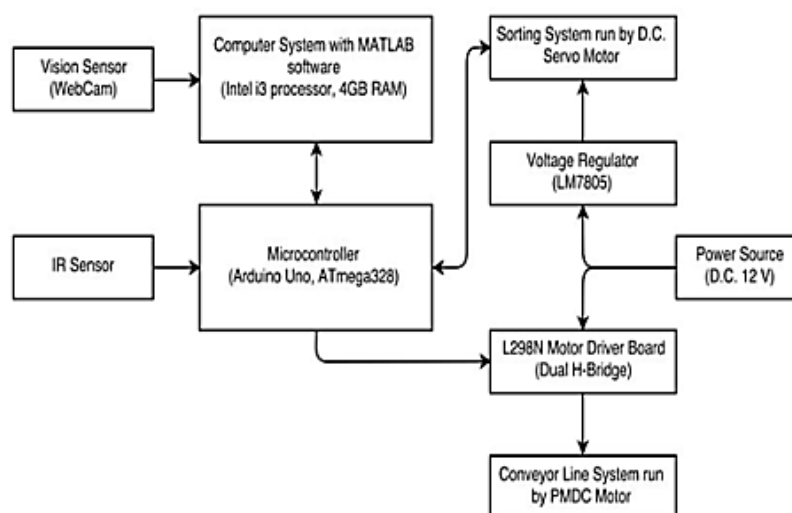 Vision Sensor
(WebCam)
Computer System with MATLAB
software
(Intel i3 processor, 4GB RAM)
Sorting System run by D.C.
Servo Motor
Voltage Regulator
(LM7805)
IR Sensor
Microcontroller
(Arduino Uno, ATmega328)
Power Source
(D.C. 12 V)
L298N Motor Driver Board
(Dual H-Bridge)
Conveyor Line System run
by PMDC Motor